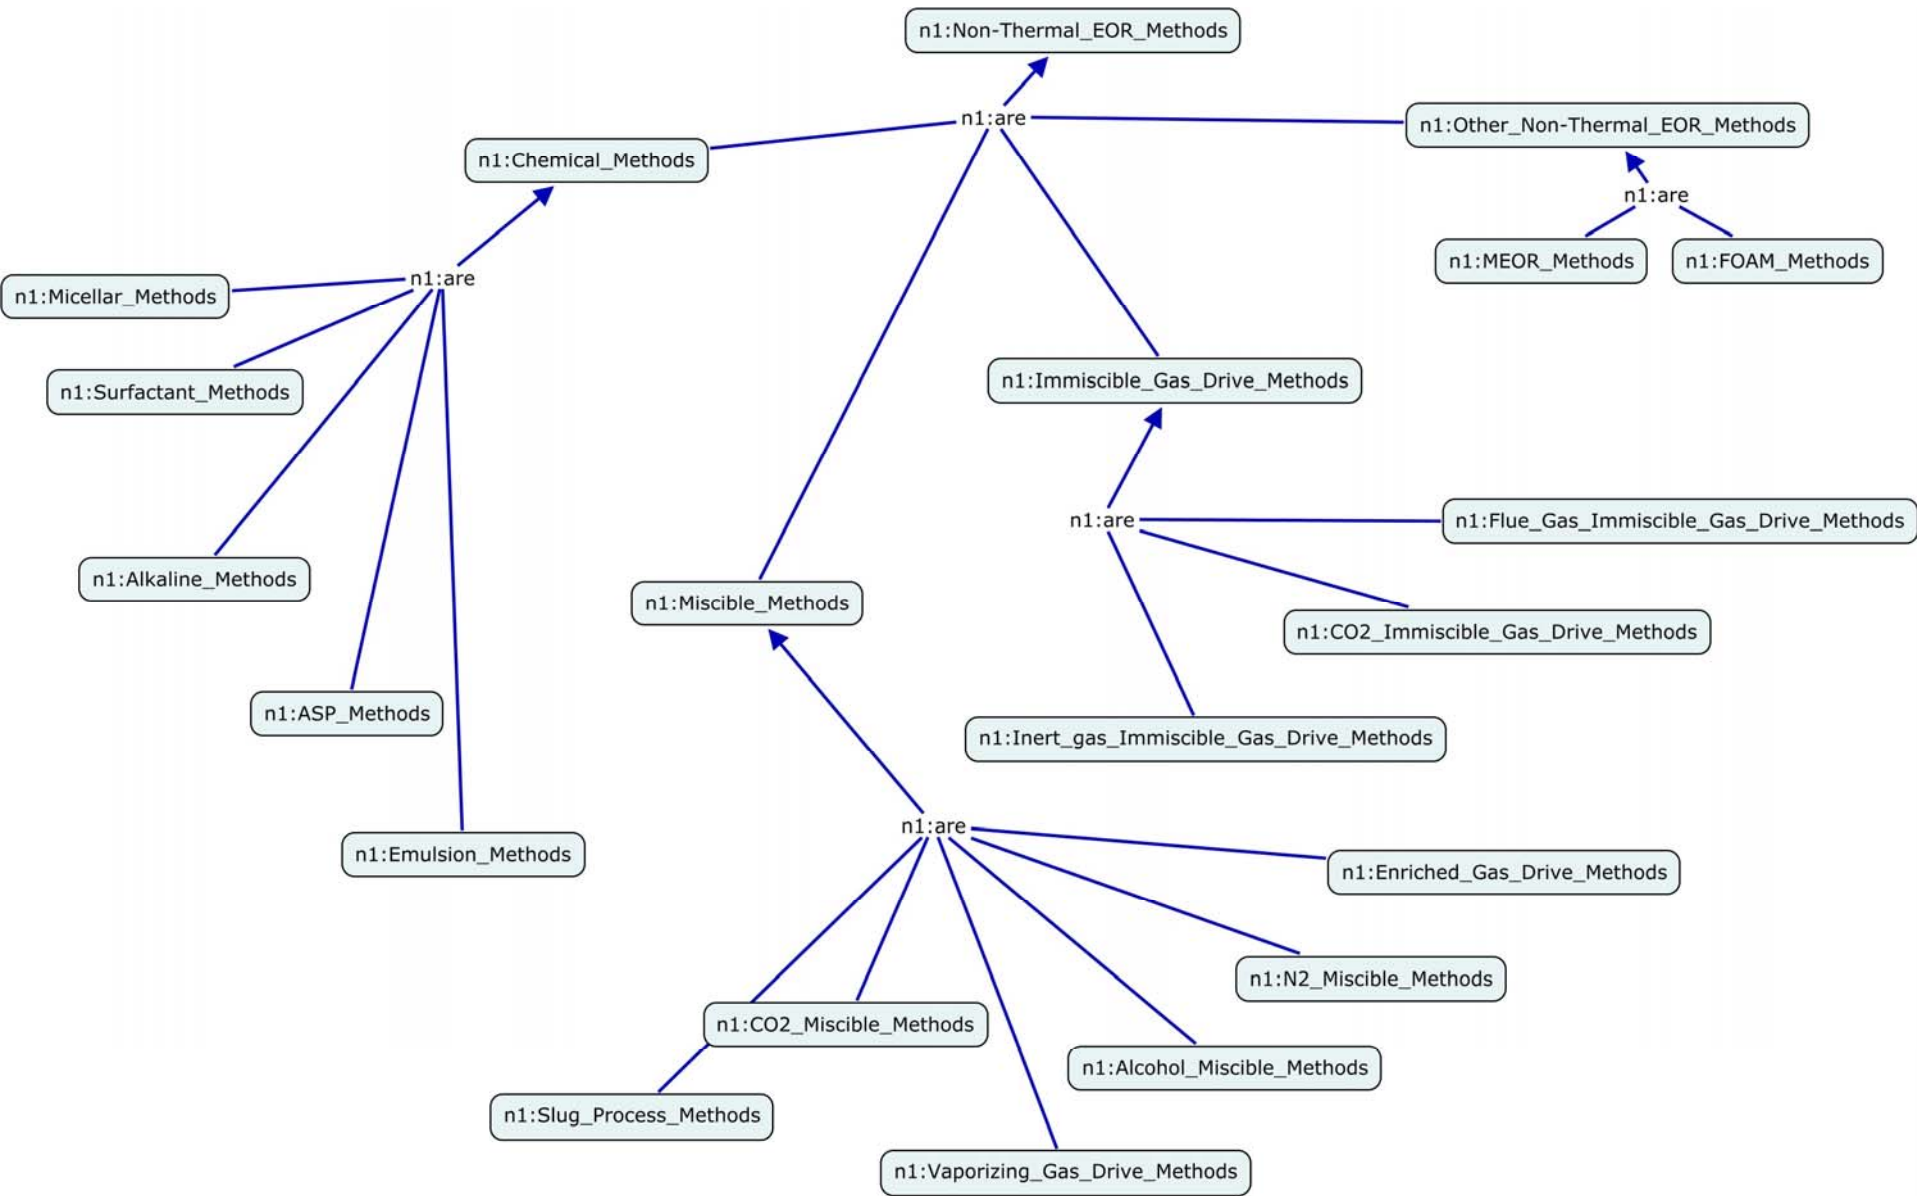 n1:Non-Thermal_EOR_Methods
n1:are
n1:Other_Non-Thermal_EOR_Methods
n1:Chemical_Methods
n1:are
n1:MEOR_Methods
n1:FOAM_Methods
n1:are
n1:Micellar_Methods
n1:Surfactant_Methods
n1:Immiscible_Gas_Drive_Methods
n1:are
n1:Flue_Gas_Immiscible_Gas_Drive_Methods
n1:Alkaline_Methods
n1:Miscible_Methods
n1:CO2_Immiscible_Gas_Drive_Methods
n1:ASP_Methods
n1:Inert_gas_Immiscible_Gas_Drive_Methods
n1:are
n1:Emulsion_Methods
n1:Enriched_Gas_Drive_Methods
n1:N2_Miscible_Methods
n1:CO2_Miscible_Methods
n1:Alcohol_Miscible_Methods
n1:Slug_Process_Methods
n1:Vaporizing_Gas_Drive_Methods